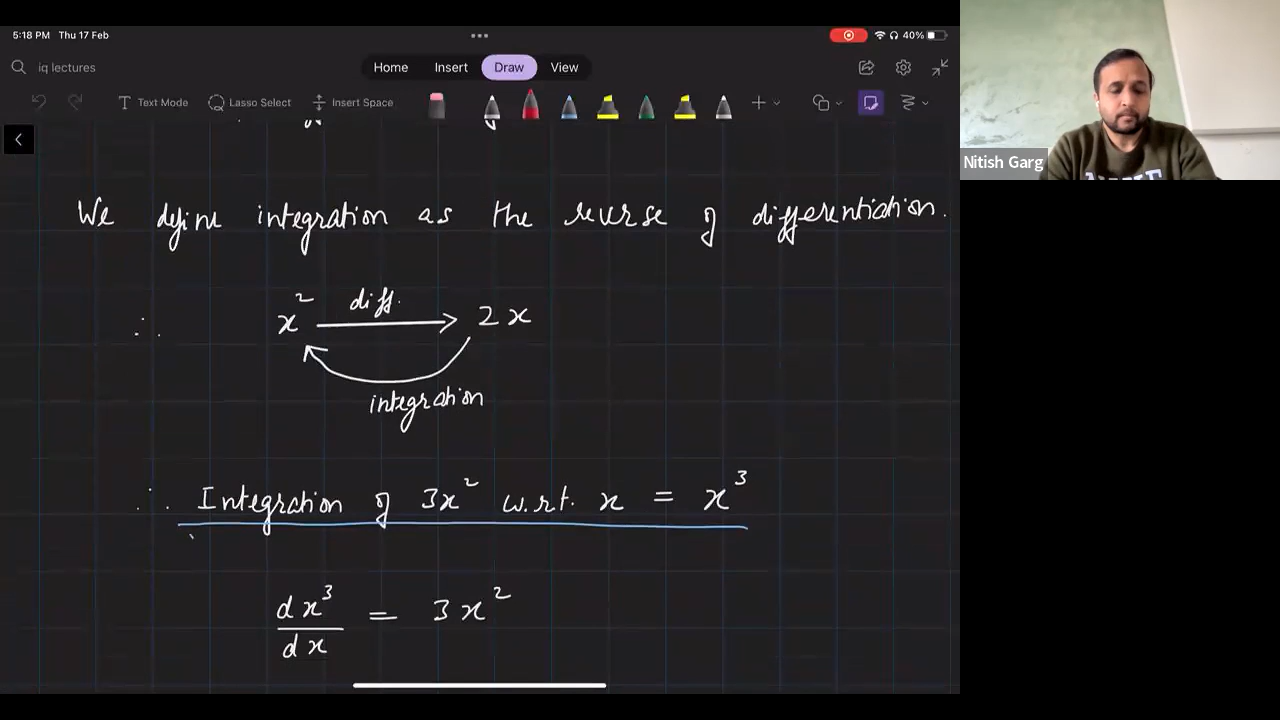 5:18 PM Thu 17 Feb
40%
iq lectures
Home Insert Draw View
Text Mode Lasso Select Insert Space
Nitish Garg
We define integration as the reverse of differentiation.
∴ x² diff. 2x
integration
∴ Integration of 3x² w.r.t. x = x³
dx³/dx = 3x²